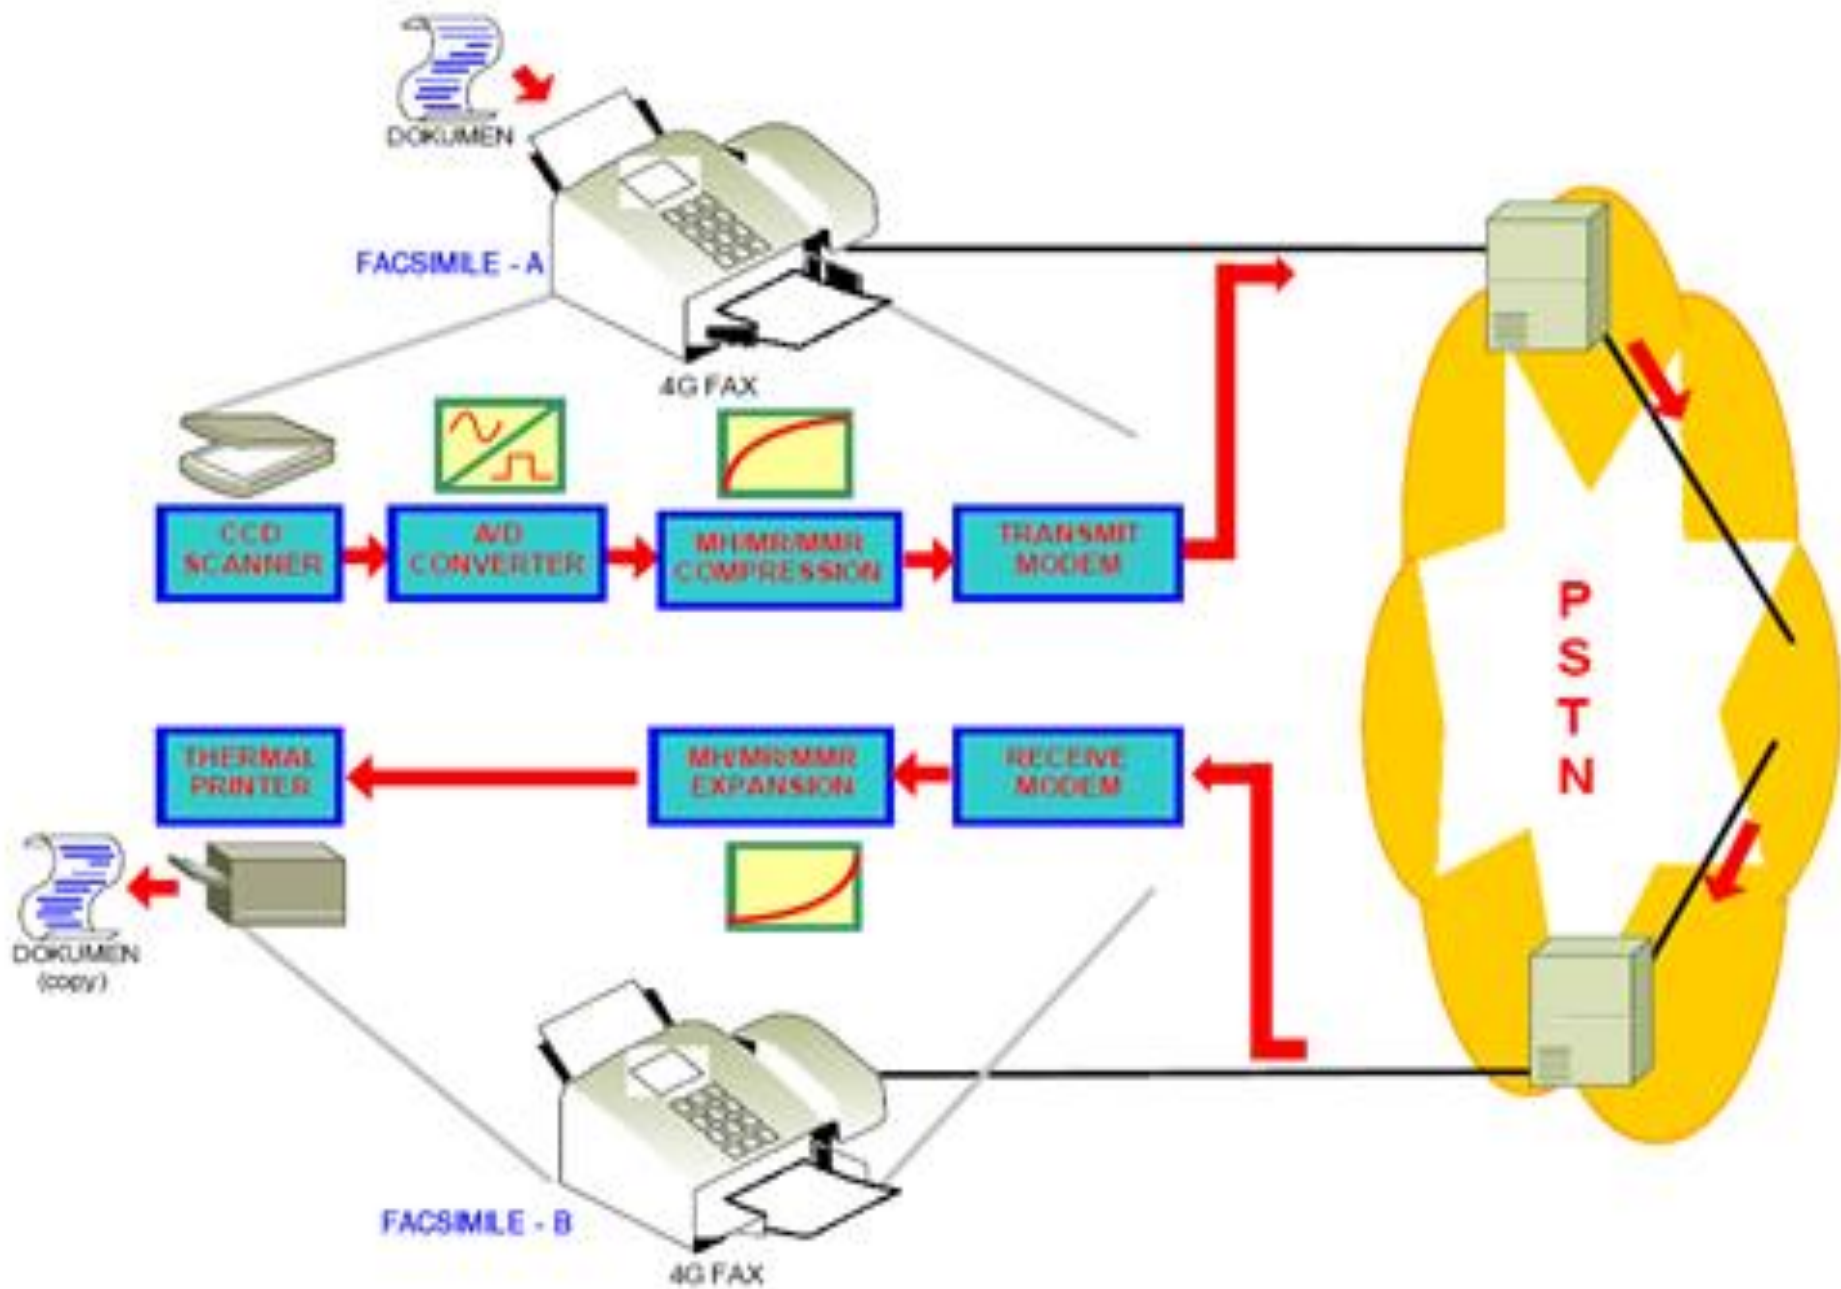 DOKUMEN
FACSIMILE - A
4G FAX
CCD
SCANNER
A/D
CONVERTER
MH/MR/MMR
COMPRESSION
TRANSMIT
MODEM
P
S
T
N
THERMAL
PRINTER
MH/MR/MMR
EXPANSION
RECEIVE
MODEM
DOKUMEN
(copy)
FACSIMILE - B
4G FAX